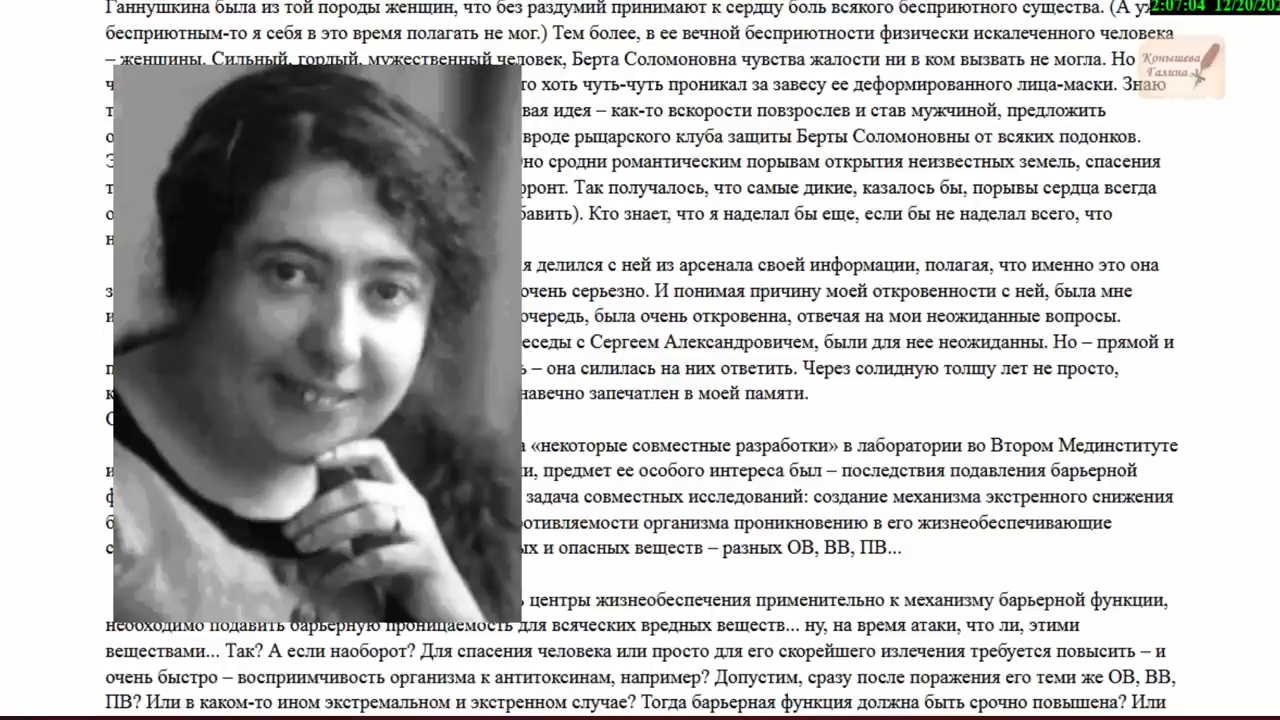 Ганнушкина была из той породы женщин, что без раздумий принимают к сердцу боль всякого бесприютного существа. (А уж
2:07:04 12/20/202
бесприютным-то я себя в это время полагать не мог.) Тем более, в ее вечной бесприютности физически искалеченного человека
– женщины. Сильный, гордый, мужественный человек, Берта Соломоновна чувства жалости ни в ком вызвать не могла. Но
Конышева
Галина
хоть чуть-чуть проникал за завесу ее деформированного лица-маски. Знаю
идея – как-то вскорости повзрослев и став мужчиной, предложить
вроде рыцарского клуба защиты Берты Соломоновны от всяких подонков.
сродни романтическим порывам открытия неизвестных земель, спасения
Так получалось, что самые дикие, казалось бы, порывы сердца всегда
Кто знает, что я наделал бы еще, если бы не наделал всего, что
я делился с ней из арсенала своей информации, полагая, что именно это она
очень серьезно. И понимая причину моей откровенности с ней, была мне
очередь, была очень откровенна, отвечая на мои неожиданные вопросы.
с Сергеем Александровичем, были для нее неожиданны. Но – прямой и
– она силилась на них ответить. Через солидную толщу лет не просто,
навечно запечатлен в моей памяти.
«некоторые совместные разработки» в лаборатории во Втором Мединституте
предмет ее особого интереса был – последствия подавления барьерной
задача совместных исследований: создание механизма экстренного снижения
организма проникновению в его жизнеобеспечивающие
и опасных веществ – разных ОВ, ВВ, ПВ...
центры жизнеобеспечения применительно к механизму барьерной функции,
необходимо подавить барьерную проницаемость для всяческих вредных веществ... ну, на время атаки, что ли, этими
веществами... Так? А если наоборот? Для спасения человека или просто для его скорейшего излечения требуется повысить – и
очень быстро – восприимчивость организма к антитоксинам, например? Допустим, сразу после поражения его теми же ОВ, ВВ,
ПВ? Или в каком-то ином экстремальном и экстренном случае? Тогда барьерная функция должна быть срочно повышена? Или